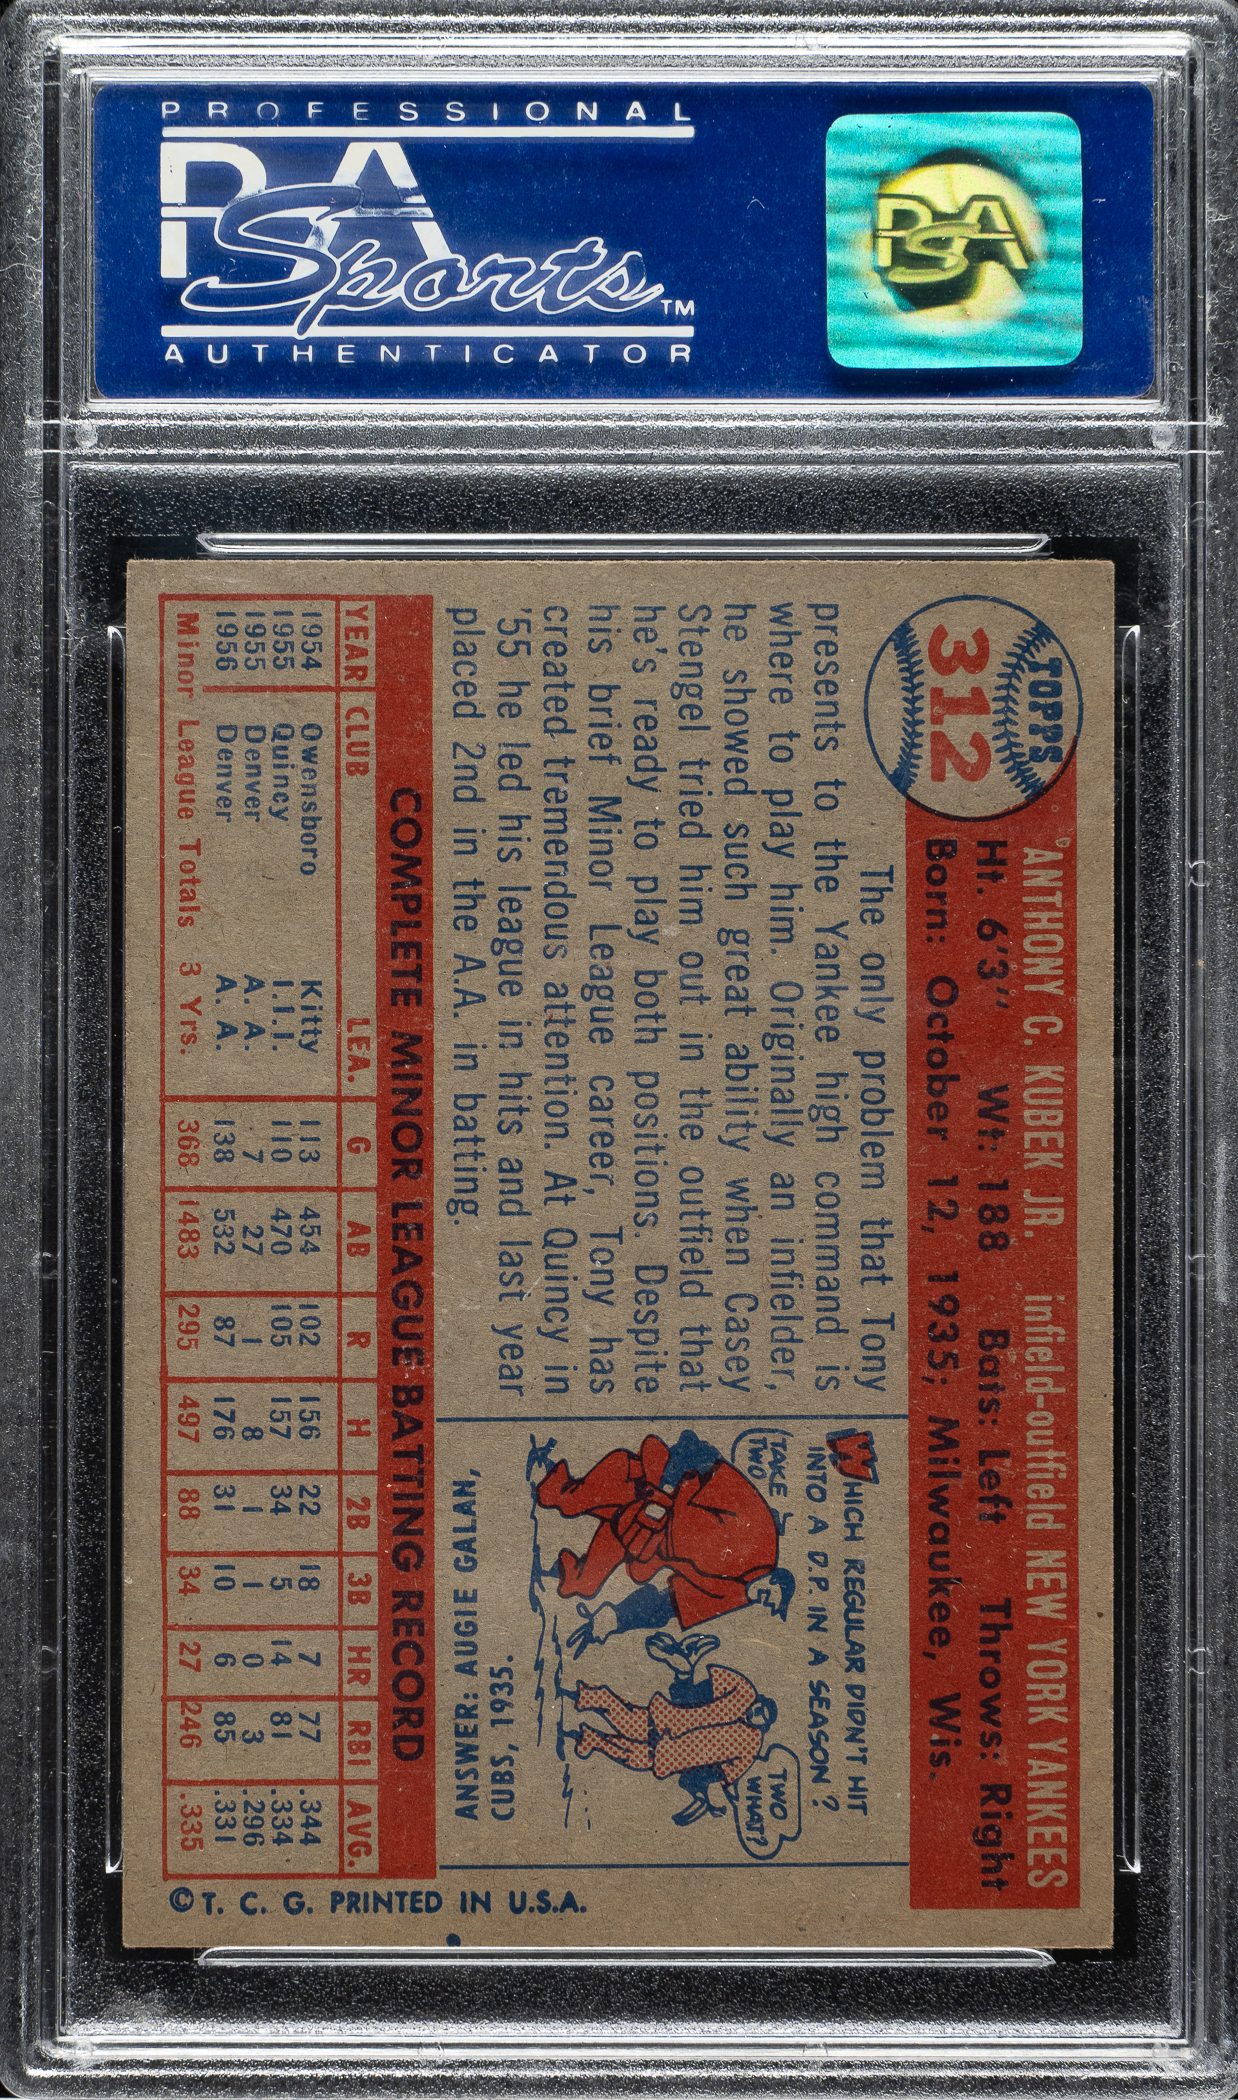 PROFESSIONAL
PSA
Sports™
AUTHENTICATOR
PSA
TOPPS
312
ANTHONY C. KUBEK JR. infield-outfield NEW YORK YANKEES
Ht. 6'3" Wt: 188 Bats: Left Throws: Right
Born: October 12, 1935; Milwaukee, Wis.
The only problem that Tony
presents to the Yankee high command is
where to play him. Originally an infielder,
he showed such great ability when Casey
Stengel tried him out in the outfield that
he's ready to play both positions. Despite
his brief Minor League career, Tony has
created tremendous attention. At Quincy in
'55 he led his league in hits and last year
placed 2nd in the A.A. in batting.
WHICH REGULAR DIDN'T HIT
INTO A D.P. IN A SEASON?
TAKE
TWO
TWO
WHAT?
ANSWER: AUGIE GALAN,
CUBS, 1935.
COMPLETE MINOR LEAGUE BATTING RECORD
YEAR CLUB LEA. G AB R H 2B 3B HR RBI AVG.
1954 Owensboro Kitty 113 454 102 156 22 18 7 77 .344
1955 Quincy I.I.I. 110 470 105 157 34 5 14 81 .334
1955 Denver A. A. 7 27 1 8 1 1 0 3 .296
1956 Denver A. A. 138 532 87 176 31 10 6 85 .331
Minor League Totals 3 Yrs. 368 1483 295 497 88 34 27 246 .335
© T. C. G. PRINTED IN U.S.A.